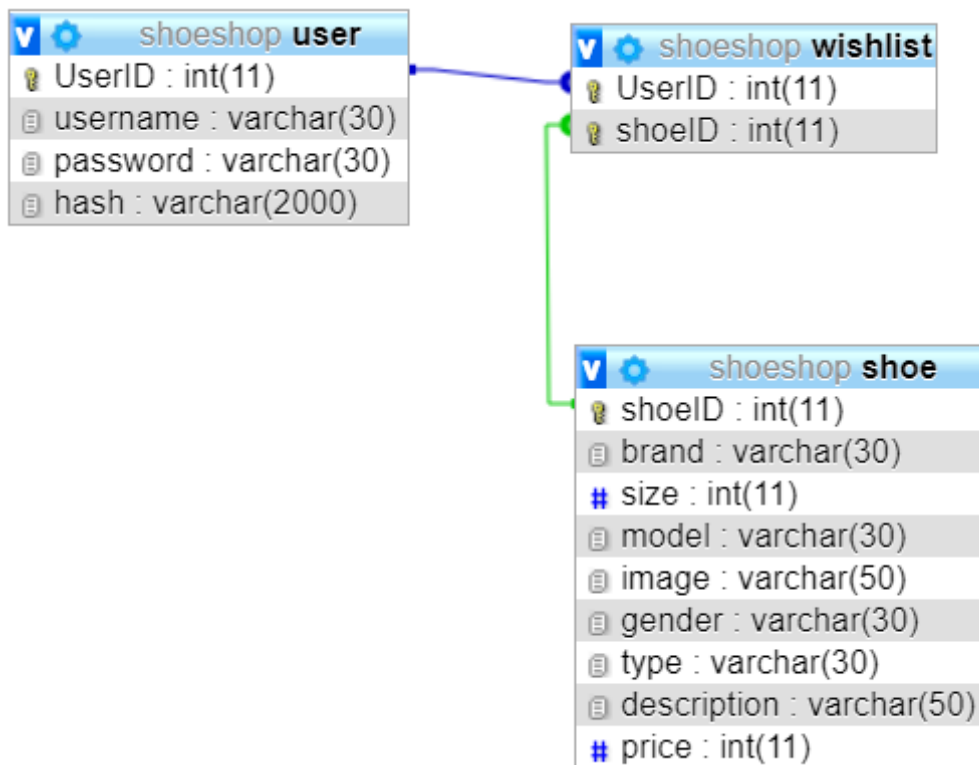 shoeshop user
UserID : int(11)
username : varchar(30)
password : varchar(30)
hash : varchar(2000)
shoeshop wishlist
UserID : int(11)
shoeID : int(11)
shoeshop shoe
shoeID : int(11)
brand : varchar(30)
# size : int(11)
model : varchar(30)
image : varchar(50)
gender : varchar(30)
type : varchar(30)
description : varchar(50)
# price : int(11)